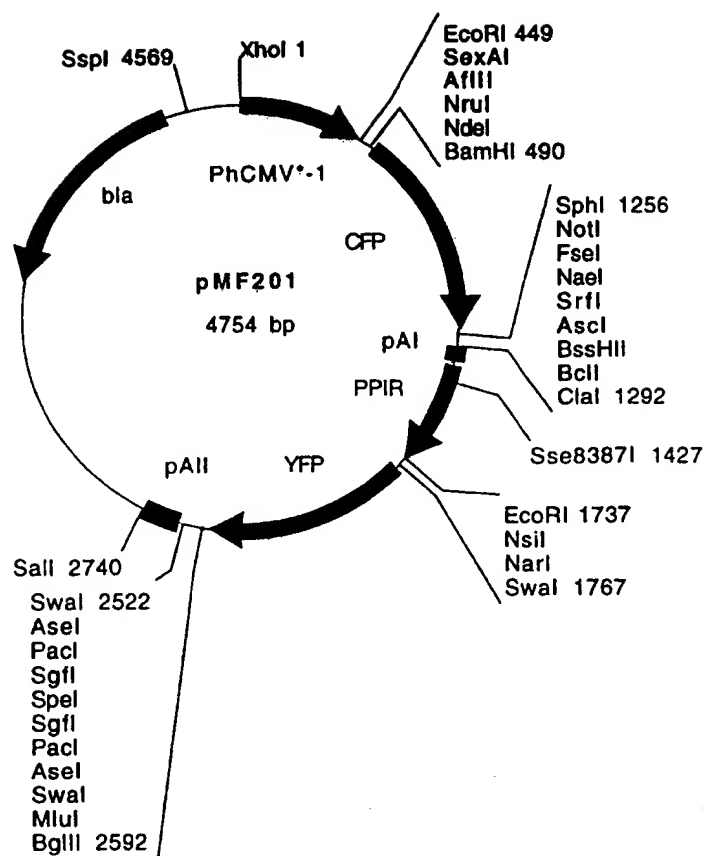 SspI 4569
XhoI 1
EcoRI 449
SexAI
AflII
NruI
NdeI
BamHI 490
PhCMV*-1
bla
CFP
pMF201
4754 bp
SphI 1256
NotI
FseI
NaeI
SrfI
AscI
BssHII
BclI
ClaI 1292
pAI
PPIR
Sse8387I 1427
YFP
pAII
EcoRI 1737
NsiI
NarI
SwaI 1767
SalI 2740
SwaI 2522
AseI
PacI
SgfI
SpeI
SgfI
PacI
AseI
SwaI
MluI
BglII 2592